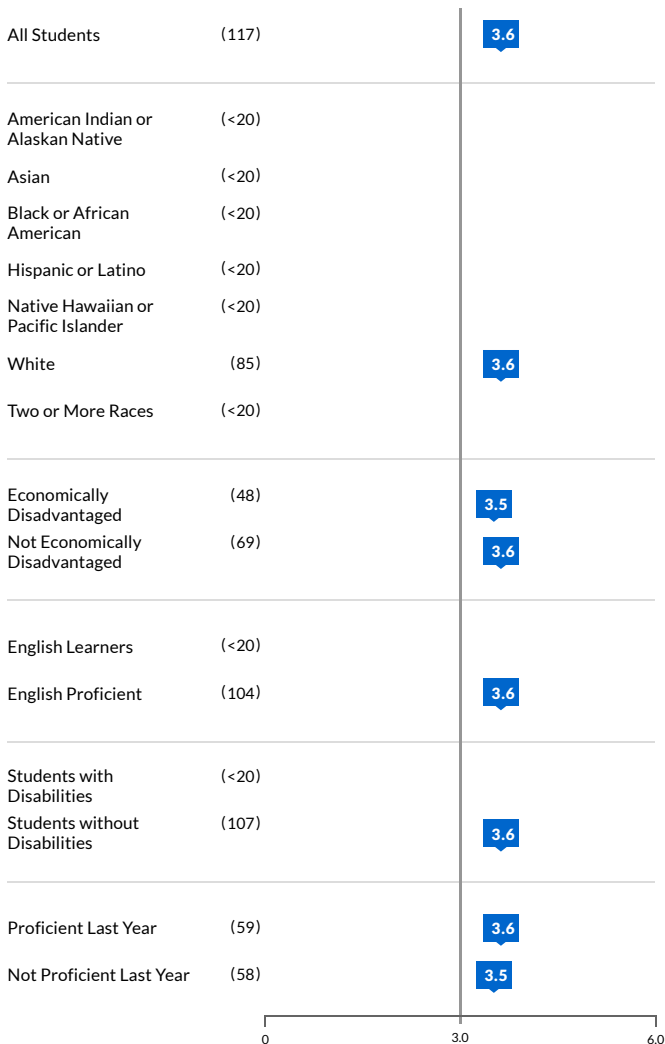 All Students (117) 3.6
American Indian or (<20)
Alaskan Native
Asian (<20)
Black or African (<20)
American
Hispanic or Latino (<20)
Native Hawaiian or (<20)
Pacific Islander
White (85) 3.6
Two or More Races (<20)
Economically (48) 3.5
Disadvantaged
Not Economically (69) 3.6
Disadvantaged
English Learners (<20)
English Proficient (104) 3.6
Students with (<20)
Disabilities
Students without (107) 3.6
Disabilities
Proficient Last Year (59) 3.6
Not Proficient Last Year (58) 3.5
0 3.0 6.0